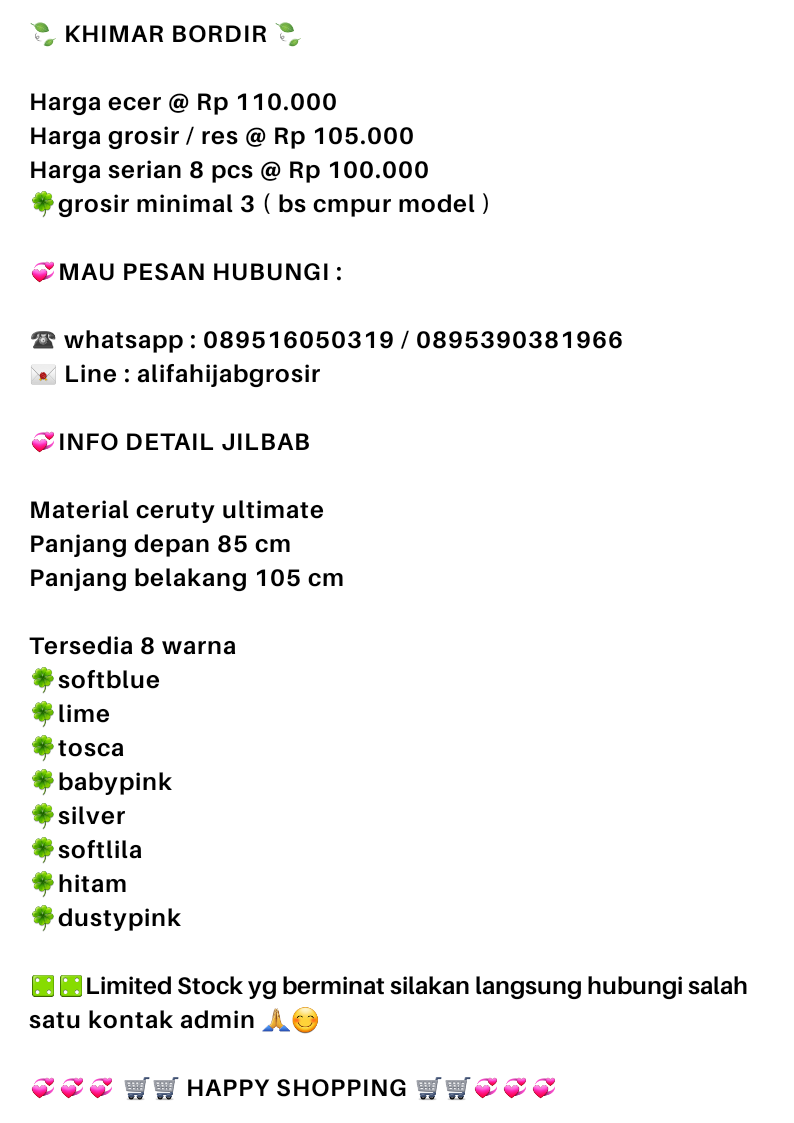 🍃 KHIMAR BORDIR 🍃
Harga ecer @ Rp 110.000
Harga grosir / res @ Rp 105.000
Harga serian 8 pcs @ Rp 100.000
🍀grosir minimal 3 ( bs cmpur model )
💞MAU PESAN HUBUNGI :
☎ whatsapp : 089516050319 / 0895390381966
💌 Line : alifahijabgrosir
💞INFO DETAIL JILBAB
Material ceruty ultimate
Panjang depan 85 cm
Panjang belakang 105 cm
Tersedia 8 warna
🍀softblue
🍀lime
🍀tosca
🍀babypink
🍀silver
🍀softlila
🍀hitam
🍀dustypink
Limited Stock yg berminat silakan langsung hubungi salah
satu kontak admin 🙏😊
💞💞💞 🛒🛒 HAPPY SHOPPING 🛒🛒💞💞💞